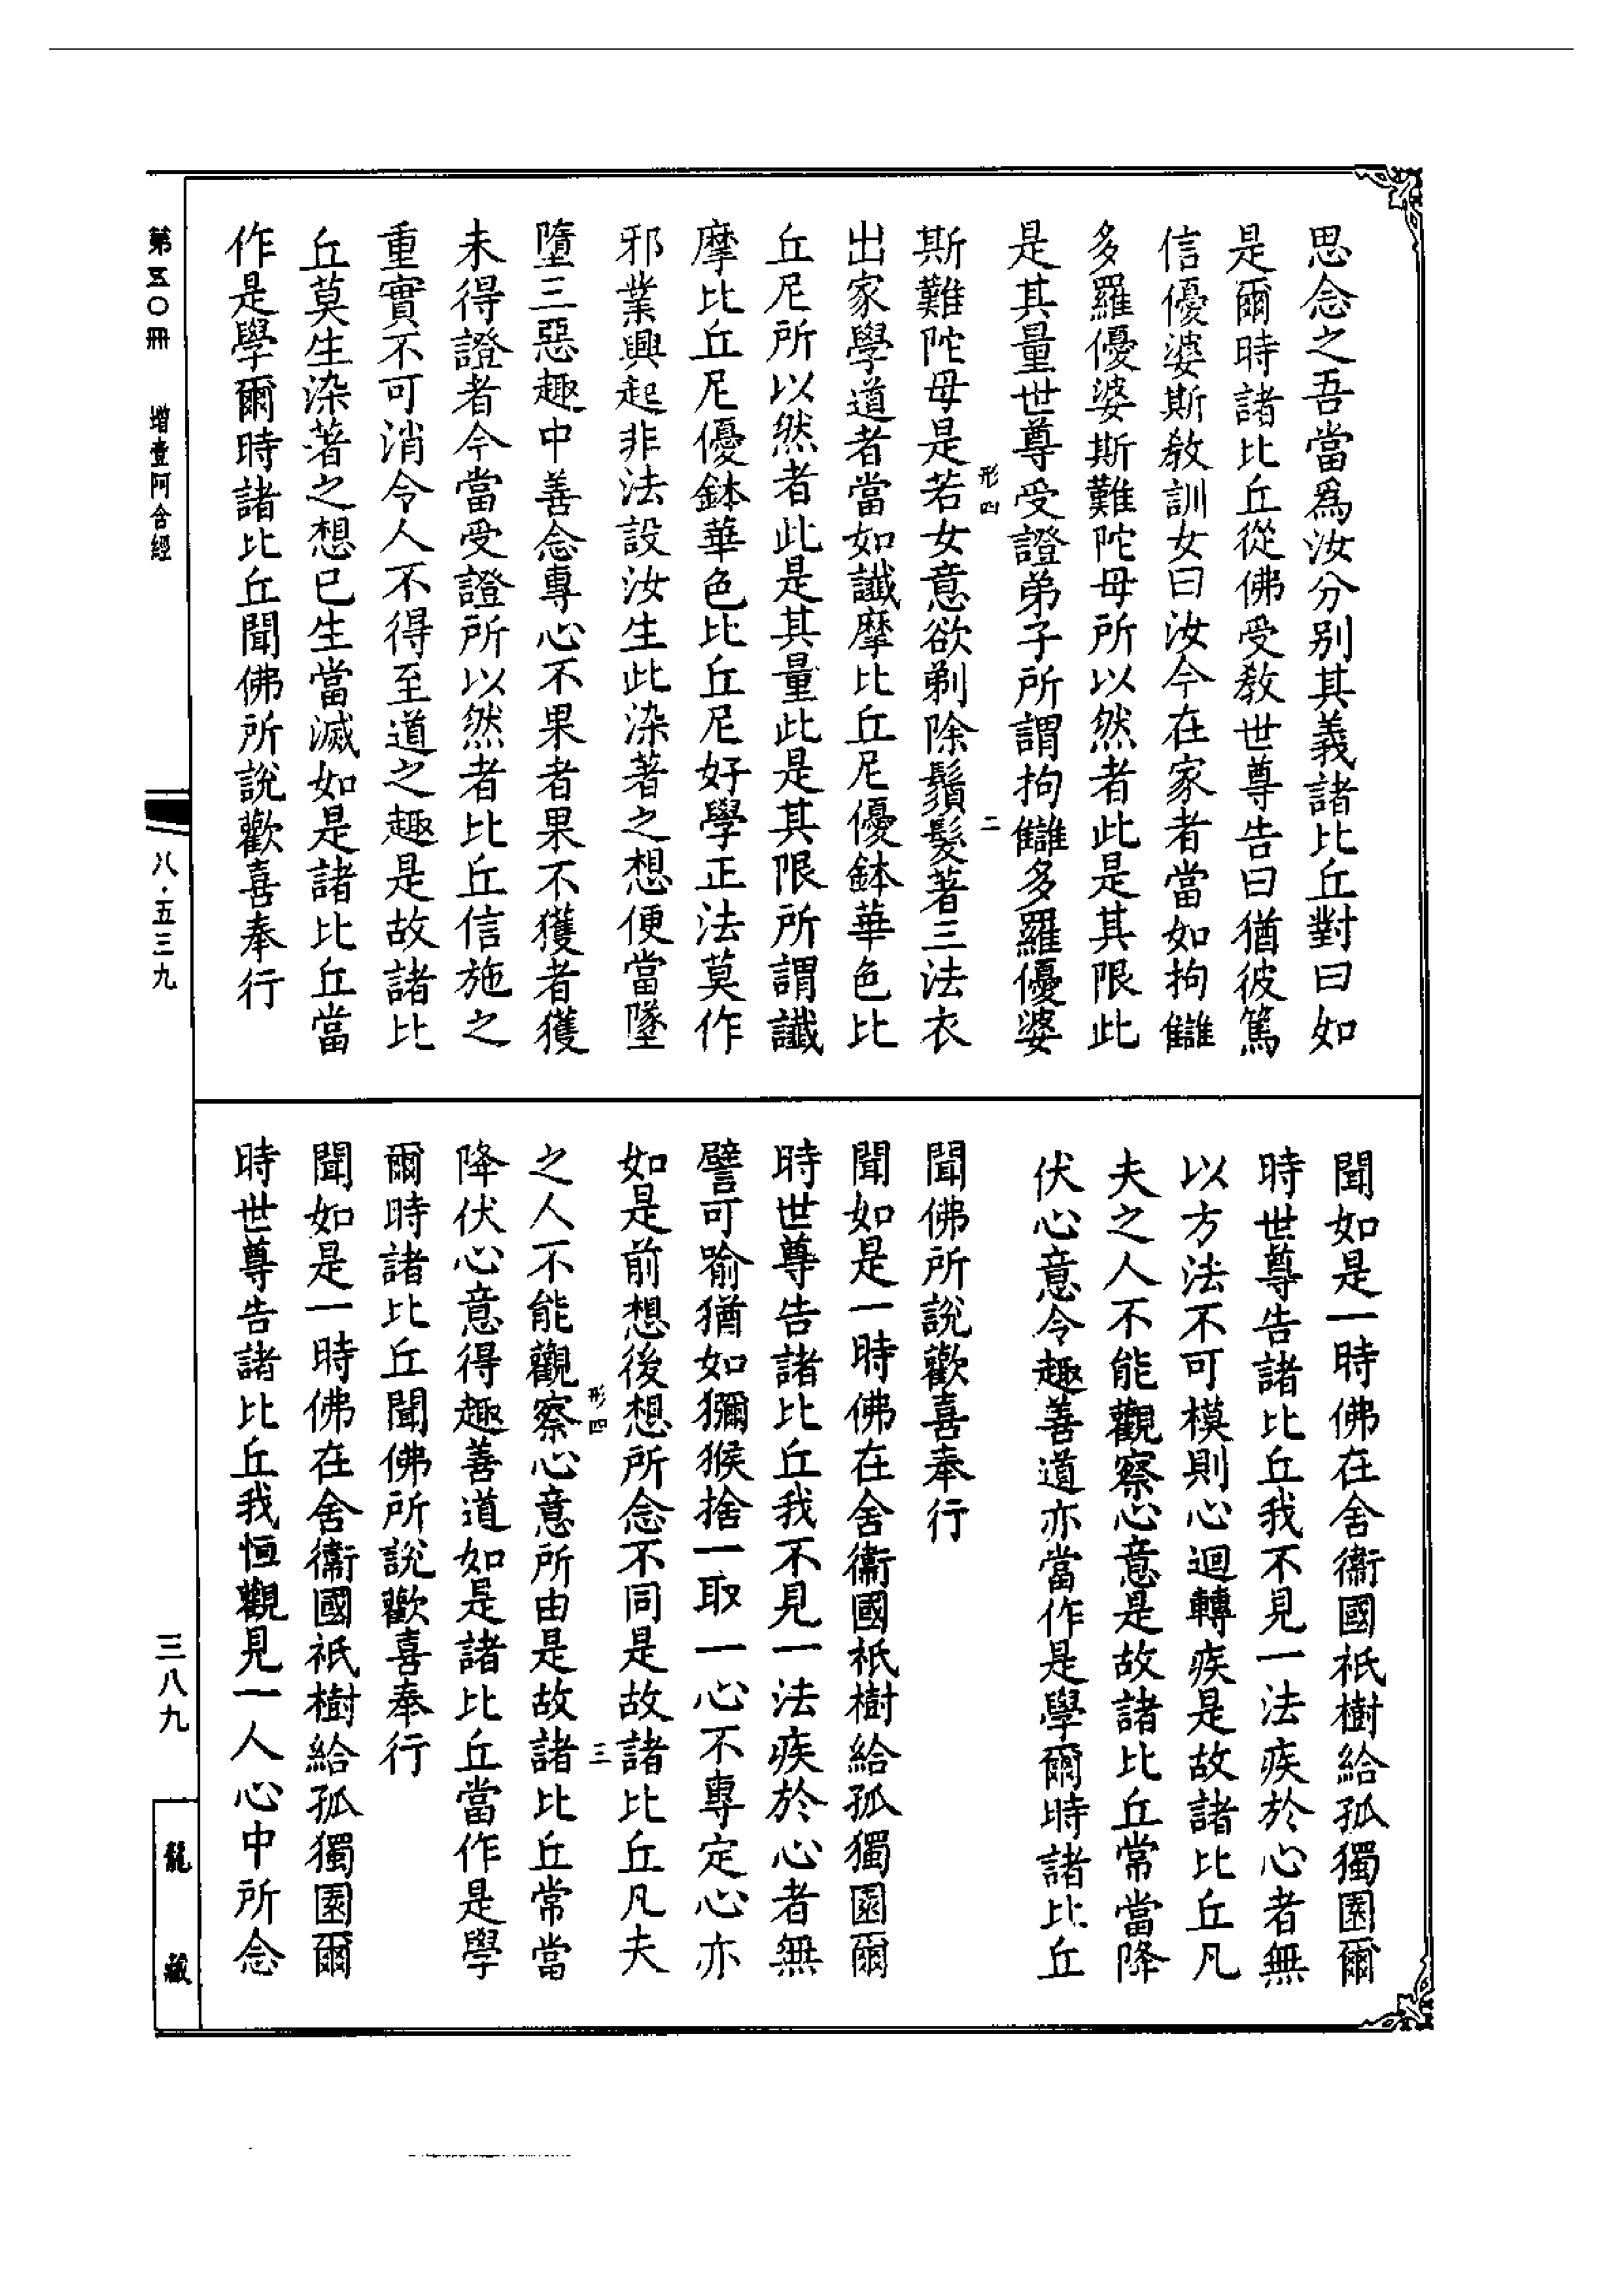 思念之吾當爲汝分別其義諸比丘對曰如
是爾時諸比丘從佛受教世尊告曰猶彼篤
信優婆斯教訓女曰汝今在家者當如拘讎
多羅優婆斯難陀母所以然者此是其限此
是其量世尊受證弟子所謂拘讎多羅優婆
斯難陀母是若女意欲剃除鬚髮著三法衣
出家學道者當如讖摩比丘尼優鉢華色比
丘尼所以然者此是其量此是其限所謂讖
摩比丘尼優鉢華色比丘尼好學正法莫作
邪業興起非法設汝生此染著之想便當墜
墮三惡趣中善念專心不果者果不獲者獲
未得證者今當受證所以然者比丘信施之
重實不可消令人不得至道之趣是故諸比
丘莫生染著之想已生當滅如是諸比丘當
作是學爾時諸比丘聞佛所說歡喜奉行
形四
二
聞如是一時佛在舍衞國祇樹給孤獨園爾
時世尊告諸比丘我不見一法疾於心者無
以方法不可模則心迴轉疾是故諸比丘凡
夫之人不能觀察心意是故諸比丘常當降
伏心意令趣善道亦當作是學爾時諸比丘
聞佛所說歡喜奉行
聞如是一時佛在舍衞國祇樹給孤獨園爾
時世尊告諸比丘我不見一法疾於心者無
譬可喻猶如獼猴捨一取一心不專定心亦
如是前想後想所念不同是故諸比丘凡夫
之人不能觀察心意所由是故諸比丘常當
降伏心意得趣善道如是諸比丘當作是學
爾時諸比丘聞佛所說歡喜奉行
聞如是一時佛在舍衞國祇樹給孤獨園爾
時世尊告諸比丘我恒觀見一人心中所念
形四
三
第五〇冊 增壹阿含經
八·五三九
三八九
龍藏